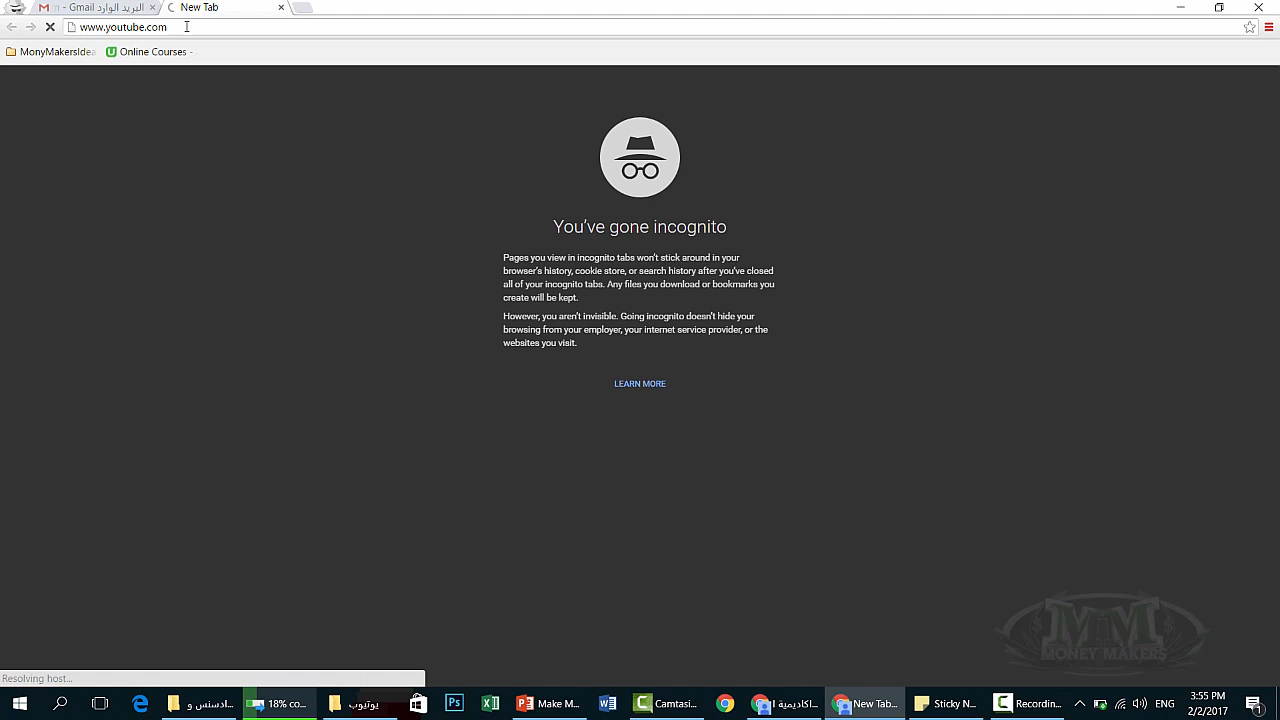 البريد الوارد - Gmail
New Tab
www.youtube.com
MonyMakersIdea
Online Courses -
You've gone incognito
Pages you view in incognito tabs won't stick around in your
browser's history, cookie store, or search history after you've closed
all of your incognito tabs. Any files you download or bookmarks you
create will be kept.
However, you aren't invisible. Going incognito doesn't hide your
browsing from your employer, your internet service provider, or the
websites you visit.
LEARN MORE
MM
MONEY MAKERS
Resolving host...
ادسنس و...
18% co...
يوتيوب
Ps
Make M...
Camtasi...
اكاديمية ا...
New Tab...
Sticky N...
Recordin...
ENG
3:55 PM
2/2/2017